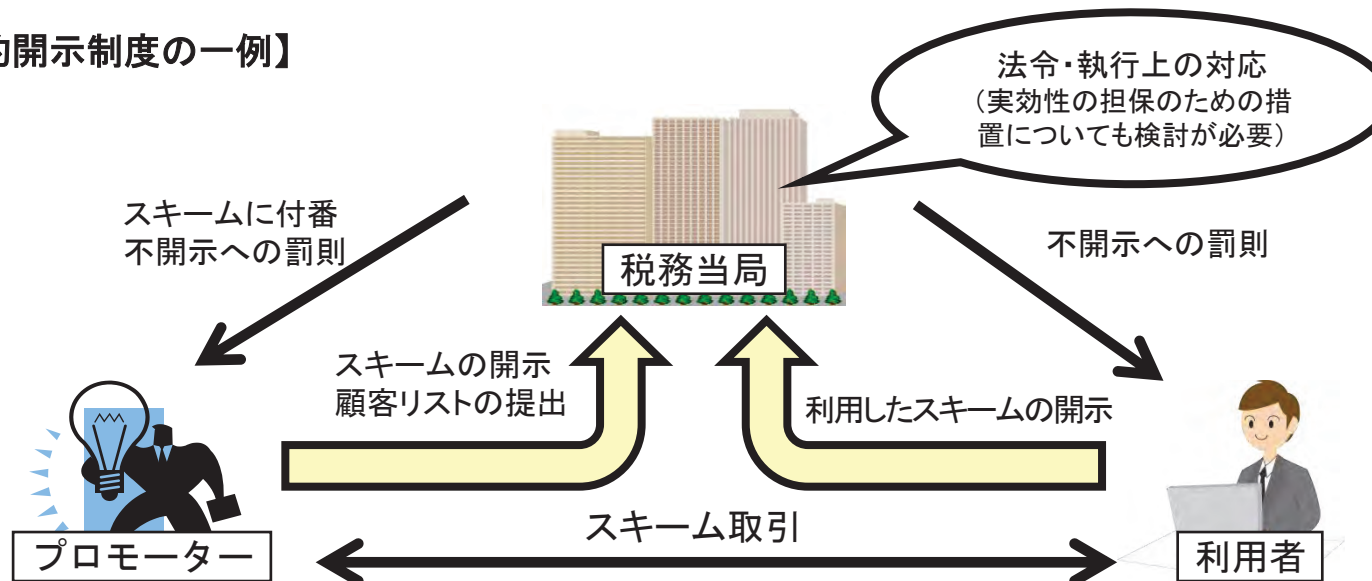 的開示制度の一例】
法令・執行上の対応
（実効性の担保のための措
置についても検討が必要）
スキームに付番
不開示への罰則
不開示への罰則
税務当局
スキームの開示
顧客リストの提出
利用したスキームの開示
スキーム取引
プロモーター
利用者